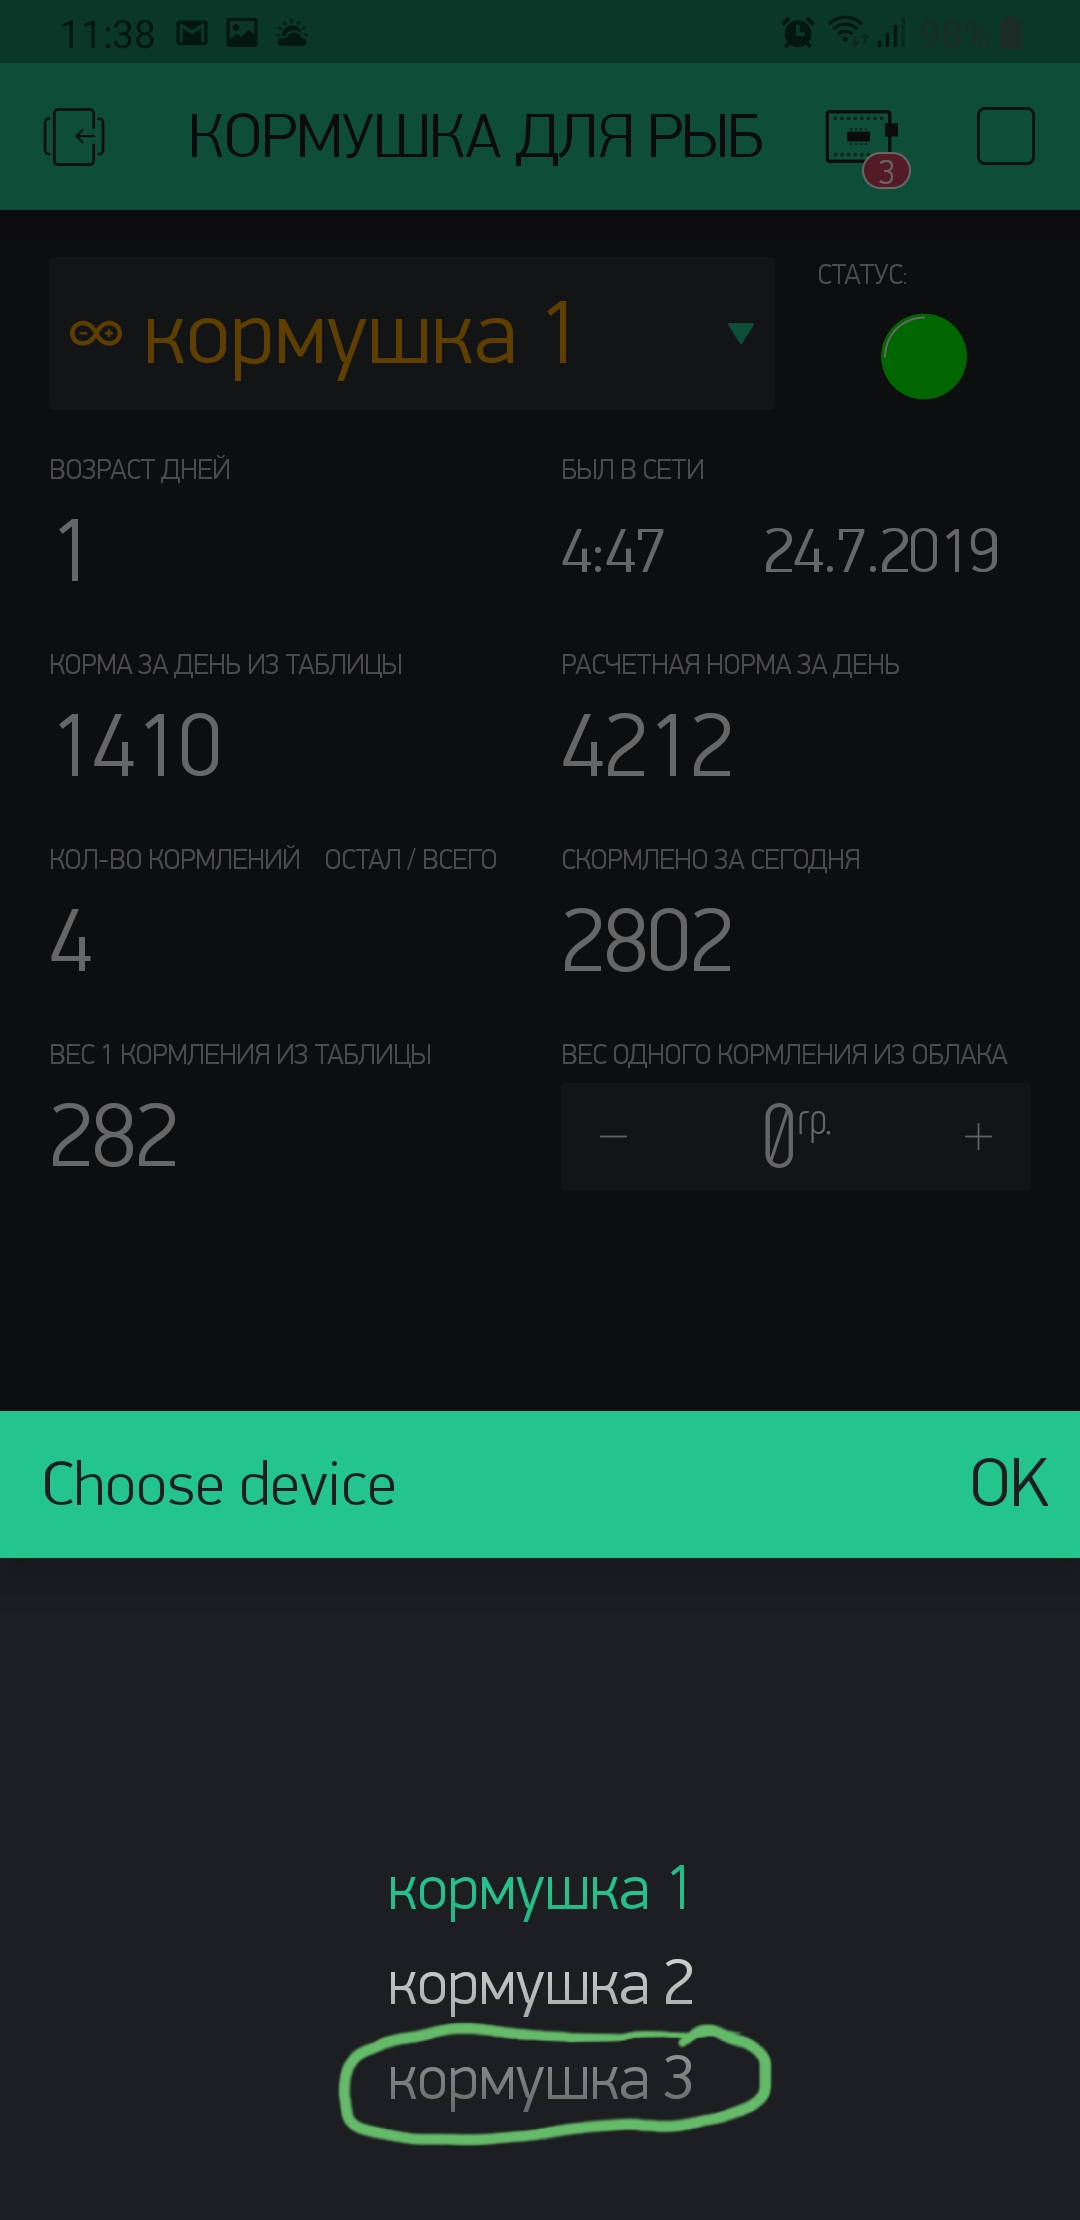 11:38 98%
КОРМУШКА ДЛЯ РЫБ
3
кормушка 1
СТАТУС:
ВОЗРАСТ ДНЕЙ
БЫЛ В СЕТИ
1
4:47 24.7.2019
КОРМА ЗА ДЕНЬ ИЗ ТАБЛИЦЫ
РАСЧЕТНАЯ НОРМА ЗА ДЕНЬ
1410
4212
КОЛ-ВО КОРМЛЕНИЙ ОСТАЛ / ВСЕГО
СКОРМЛЕНО ЗА СЕГОДНЯ
4
2802
ВЕС 1 КОРМЛЕНИЯ ИЗ ТАБЛИЦЫ
ВЕС ОДНОГО КОРМЛЕНИЯ ИЗ ОБЛАКА
282
− 0 гр. +
Choose device OK
кормушка 1
кормушка 2
кормушка 3